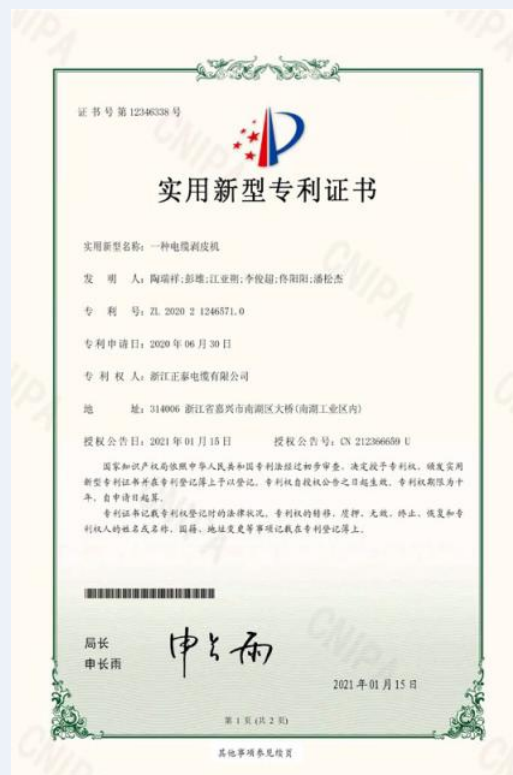 证书号第12346338号
实用新型专利证书
实用新型名称：一种电缆剥皮机
发 明 人：陶瑞祥;彭雄;江亚朔;李俊超;佟阳阳;潘松杰
专 利 号：ZL 2020 2 1246571.0
专利申请日：2020年06月30日
专 利 权 人：浙江正泰电缆有限公司
地 址：314006 浙江省嘉兴市南湖区大桥(南湖工业区内)
授权公告日：2021年01月15日 授权公告号：CN 212366659 U
国家知识产权局依照中华人民共和国专利法经过初步审查，决定授予专利权，颁发实用
新型专利证书并在专利登记簿上予以登记。专利权自授权公告之日起生效。专利权期限为十
年，自申请日起算。
专利证书记载专利权登记时的法律状况。专利权的转移、质押、无效、终止、恢复和专
利权人的姓名或名称、国籍、地址变更等事项记载在专利登记簿上。
局长
申长雨
申长雨
2021年01月15日
第 1 页 (共 2 页)
其他事项参见续页
CNIPA
CNIPA
CNIPA
CNIPA
CNIPA